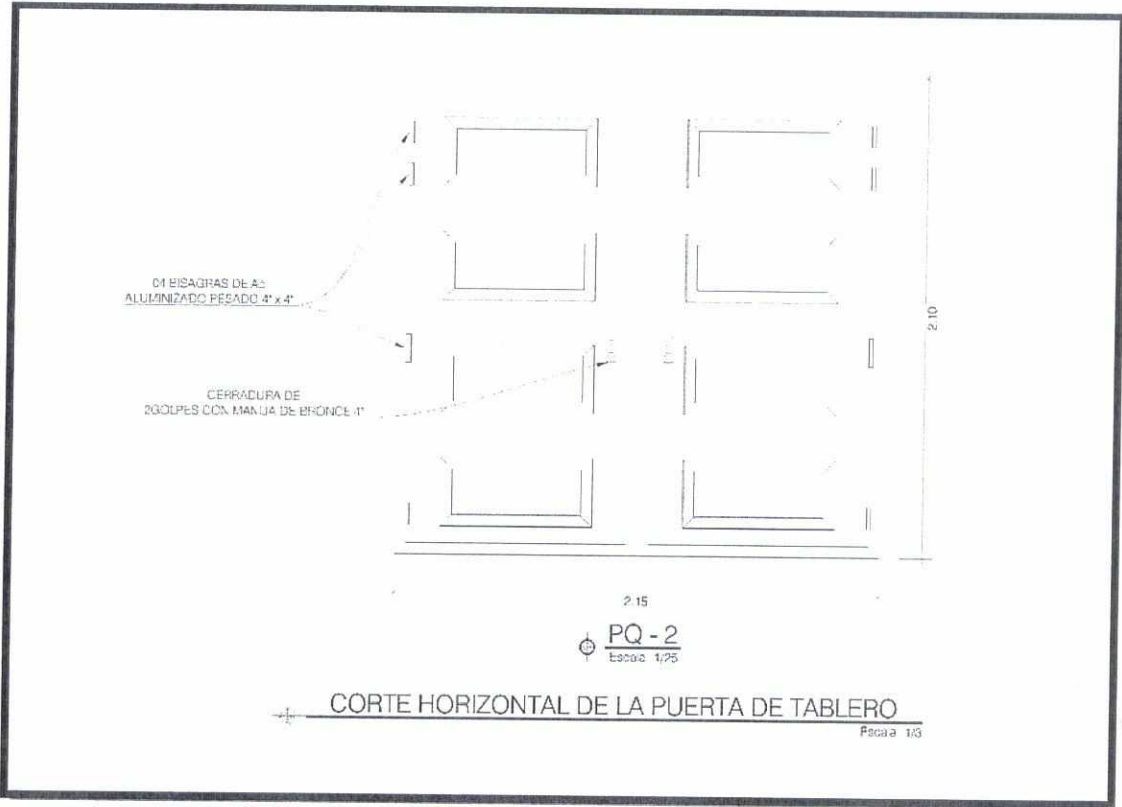 04 BISAGRAS DE
ALUMINIZADO PESADO 4" x 4"
2.10
CERRADURA DE
2GOLPES CON MANIJA DE BRONCE 4"
2.15
PQ - 2
Escala 1/25
CORTE HORIZONTAL DE LA PUERTA DE TABLERO
Escala 1/3